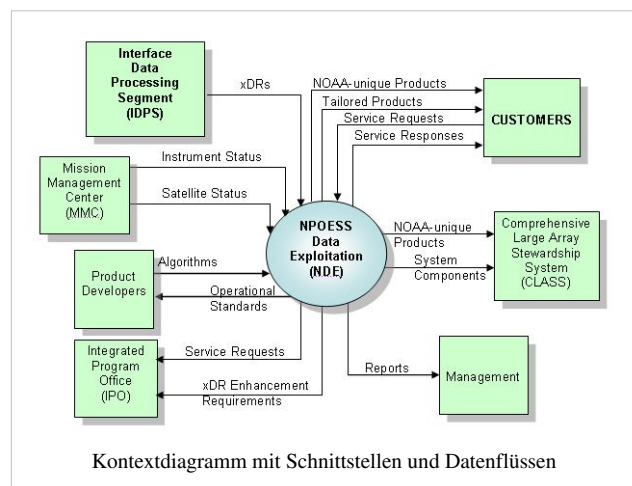 Interface
Data
Processing
Segment
(IDPS)
xDRs
NOAA-unique Products
Tailored Products
Service Requests
Service Responses
CUSTOMERS
Mission
Management
Center
(MMC)
Instrument Status
Satellite Status
NPOESS
Data
Exploitation
(NDE)
NOAA-unique
Products
System
Components
Comprehensive
Large Array
Stewardship
System
(CLASS)
Product
Developers
Algorithms
Operational
Standards
Integrated
Program
Office
(IPO)
Service Requests
xDR Enhancement
Requirements
Reports
Management
Kontextdiagramm mit Schnittstellen und Datenflüssen